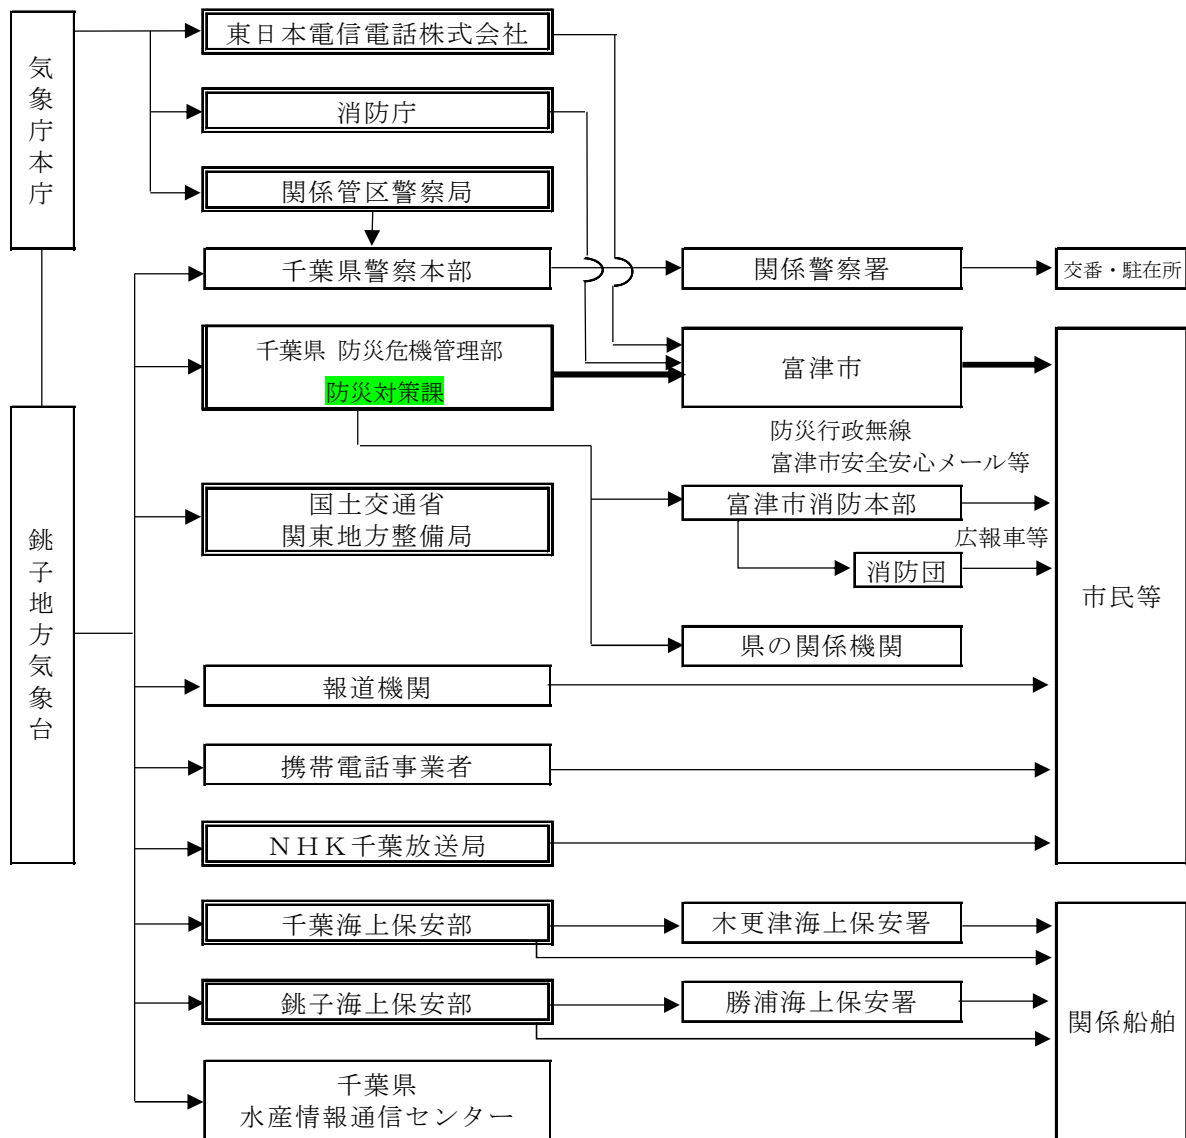 気象庁本庁
東日本電信電話株式会社
消防庁
関係管区警察局
千葉県警察本部
関係警察署
交番・駐在所
千葉県 防災危機管理部
防災対策課
富津市
防災行政無線
富津市安全安心メール等
銚子地方気象台
国土交通省
関東地方整備局
富津市消防本部
広報車等
消防団
市民等
県の関係機関
報道機関
携帯電話事業者
NHK千葉放送局
千葉海上保安部
木更津海上保安署
銚子海上保安部
勝浦海上保安署
関係船舶
千葉県
水産情報通信センター